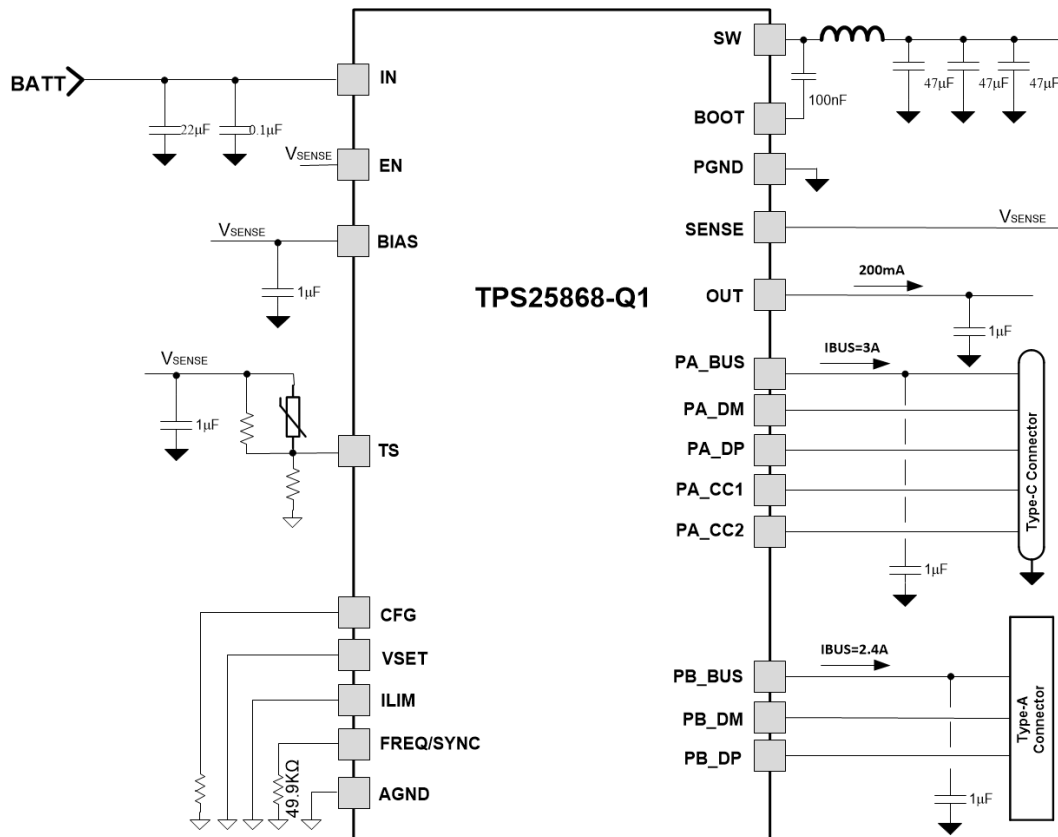 BATT
22µF
0.1µF
IN
VSENSE
EN
VSENSE
BIAS
1µF
VSENSE
1µF
TS
CFG
VSET
ILIM
FREQ/SYNC
49.9KΩ
AGND
TPS25868-Q1
SW
100nF
47µF
47µF
47µF
BOOT
PGND
SENSE
VSENSE
OUT
200mA
1µF
PA_BUS
IBUS=3A
PA_DM
PA_DP
PA_CC1
PA_CC2
1µF
Type-C Connector
PB_BUS
IBUS=2.4A
PB_DM
PB_DP
1µF
Type-A
Connector